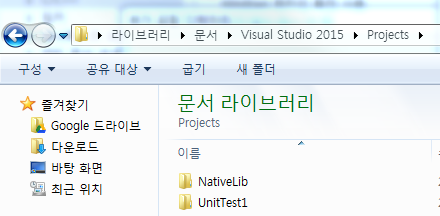 라이브러리 ▸ 문서 ▸ Visual Studio 2015 ▸ Projects ▸
구성 ▾ 공유 대상 ▾ 굽기 새 폴더
즐겨찾기
Google 드라이브
다운로드
바탕 화면
최근 위치
문서 라이브러리
Projects
이름
NativeLib
UnitTest1